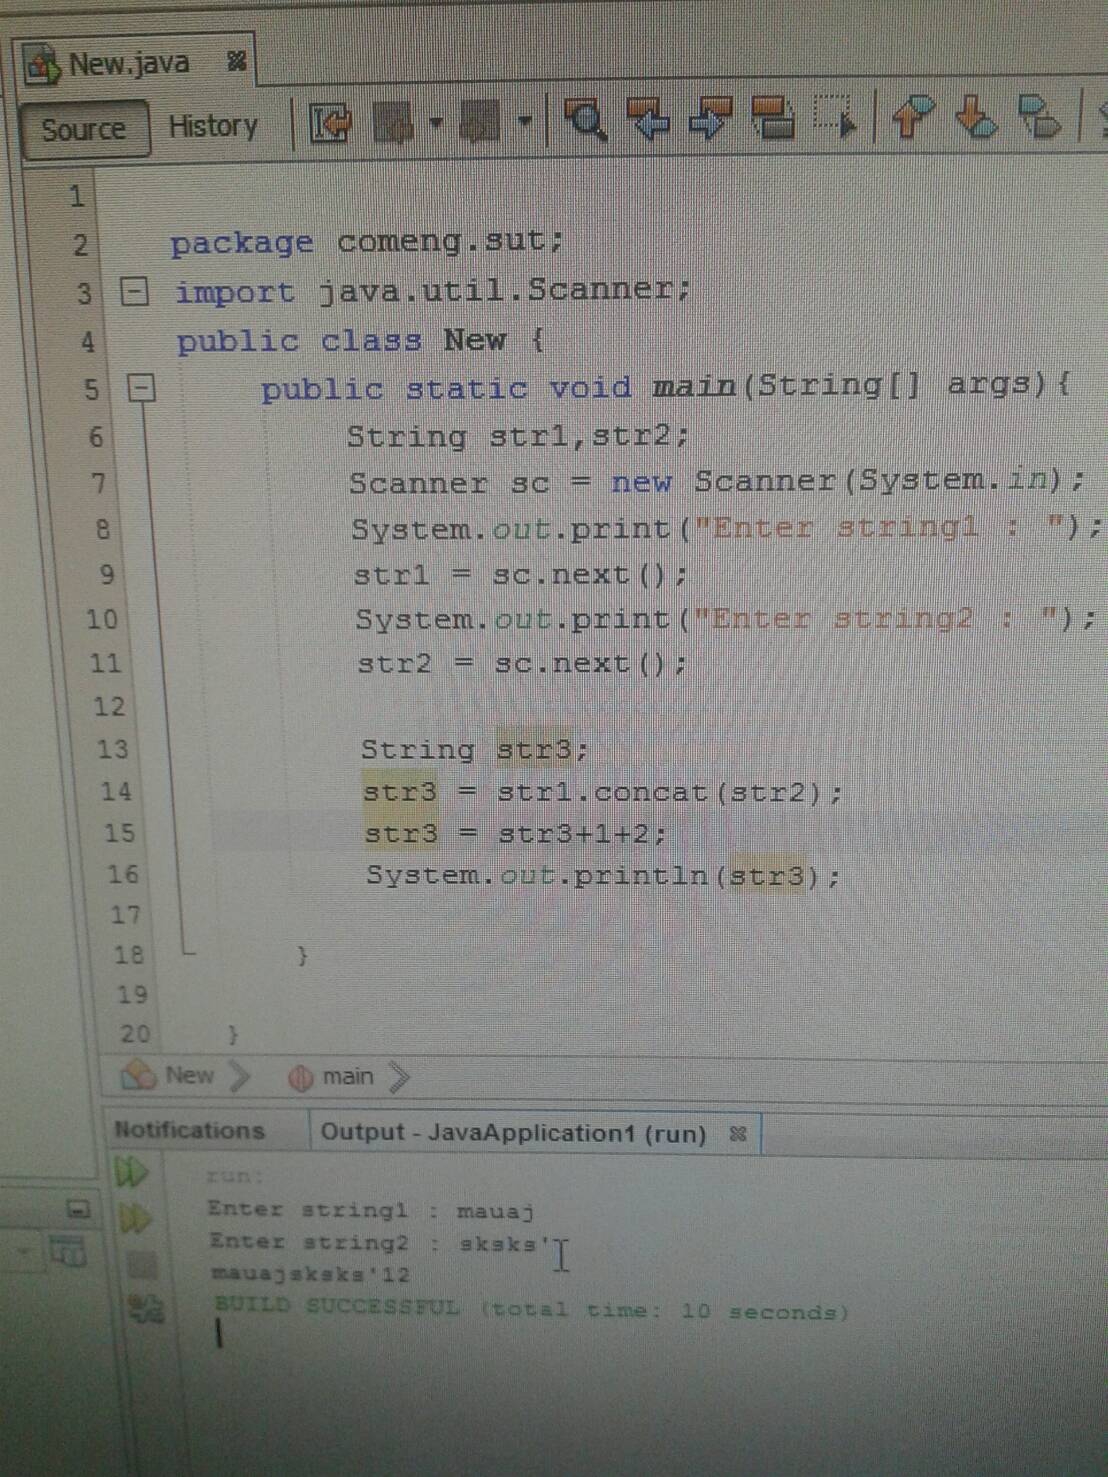 New.java
Source History
1
2 package comeng.sut;
3 import java.util.Scanner;
4 public class New {
5 public static void main(String[] args){
6 String str1,str2;
7 Scanner sc = new Scanner(System.in);
8 System.out.print("Enter string1 : ");
9 str1 = sc.next();
10 System.out.print("Enter string2 : ");
11 str2 = sc.next();
12
13 String str3;
14 str3 = str1.concat(str2);
15 str3 = str3+1+2;
16 System.out.println(str3);
17
18 }
19
20 }
New main
Notifications Output - JavaApplication1 (run)
run:
Enter string1 : mauaj
Enter string2 : sksks'
mauajsksks'12
BUILD SUCCESSFUL (total time: 10 seconds)